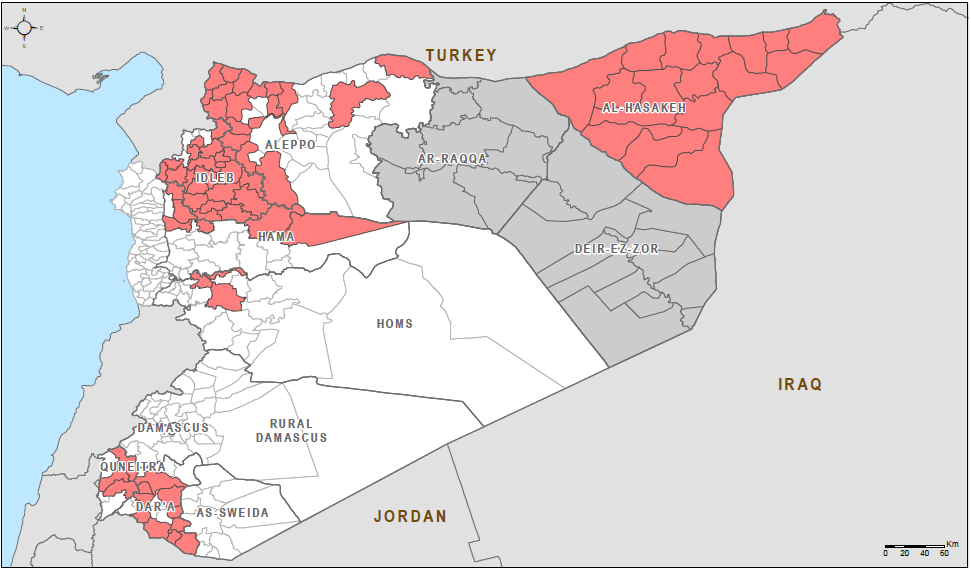 N
W E
S
TURKEY
AL-HASAKEH
ALEPPO
AR-RAQQA
IDLEB
HAMA
DEIR-EZ-ZOR
HOMS
IRAQ
DAMASCUS
RURAL
DAMASCUS
QUNEITRA
DAR'A
AS-SWEIDA
JORDAN
Km
0 20 40 60